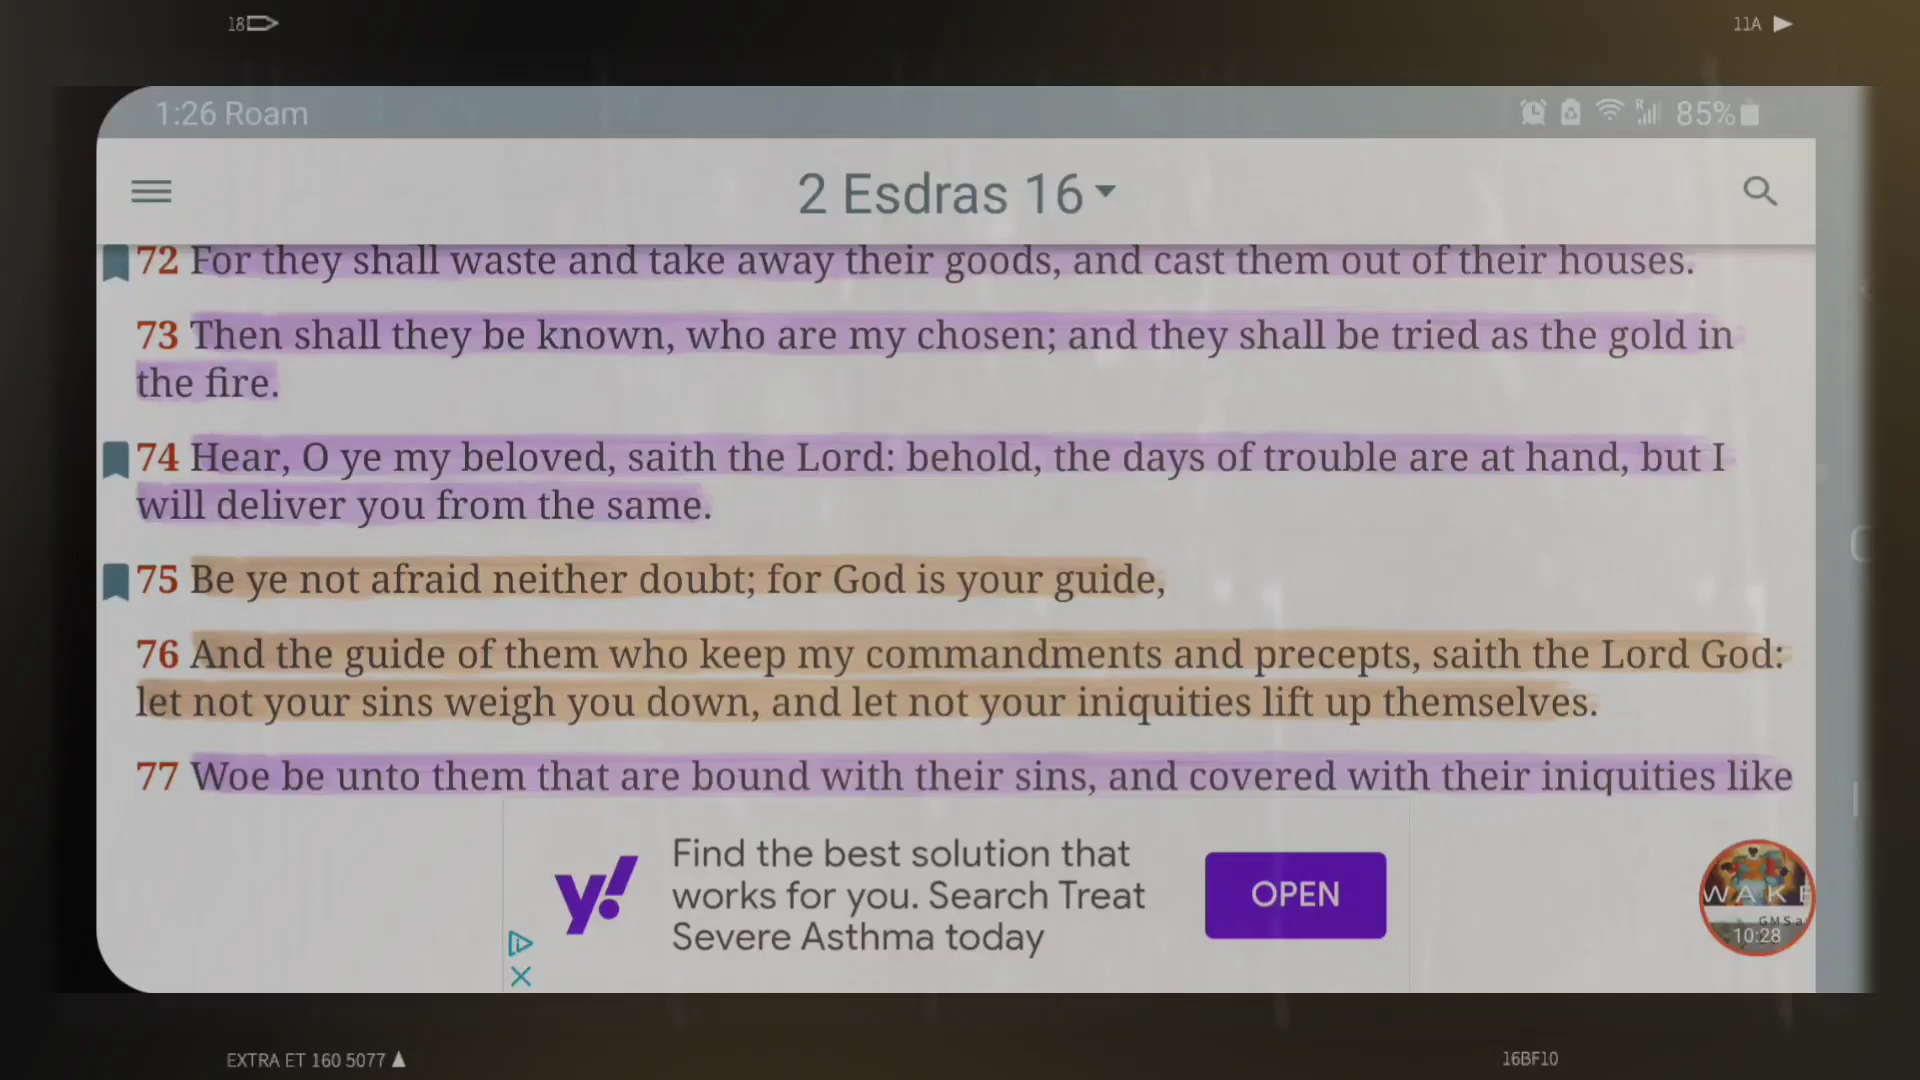 18
11A
1:26 Roam
85%
2 Esdras 16
72 For they shall waste and take away their goods, and cast them out of their houses.
73 Then shall they be known, who are my chosen; and they shall be tried as the gold in
the fire.
74 Hear, O ye my beloved, saith the Lord: behold, the days of trouble are at hand, but I
will deliver you from the same.
75 Be ye not afraid neither doubt; for God is your guide,
76 And the guide of them who keep my commandments and precepts, saith the Lord God:
let not your sins weigh you down, and let not your iniquities lift up themselves.
77 Woe be unto them that are bound with their sins, and covered with their iniquities like
y!
Find the best solution that
works for you. Search Treat
Severe Asthma today
OPEN
WAKE
GMS a
10:28
EXTRA ET 160 5077
16BF10